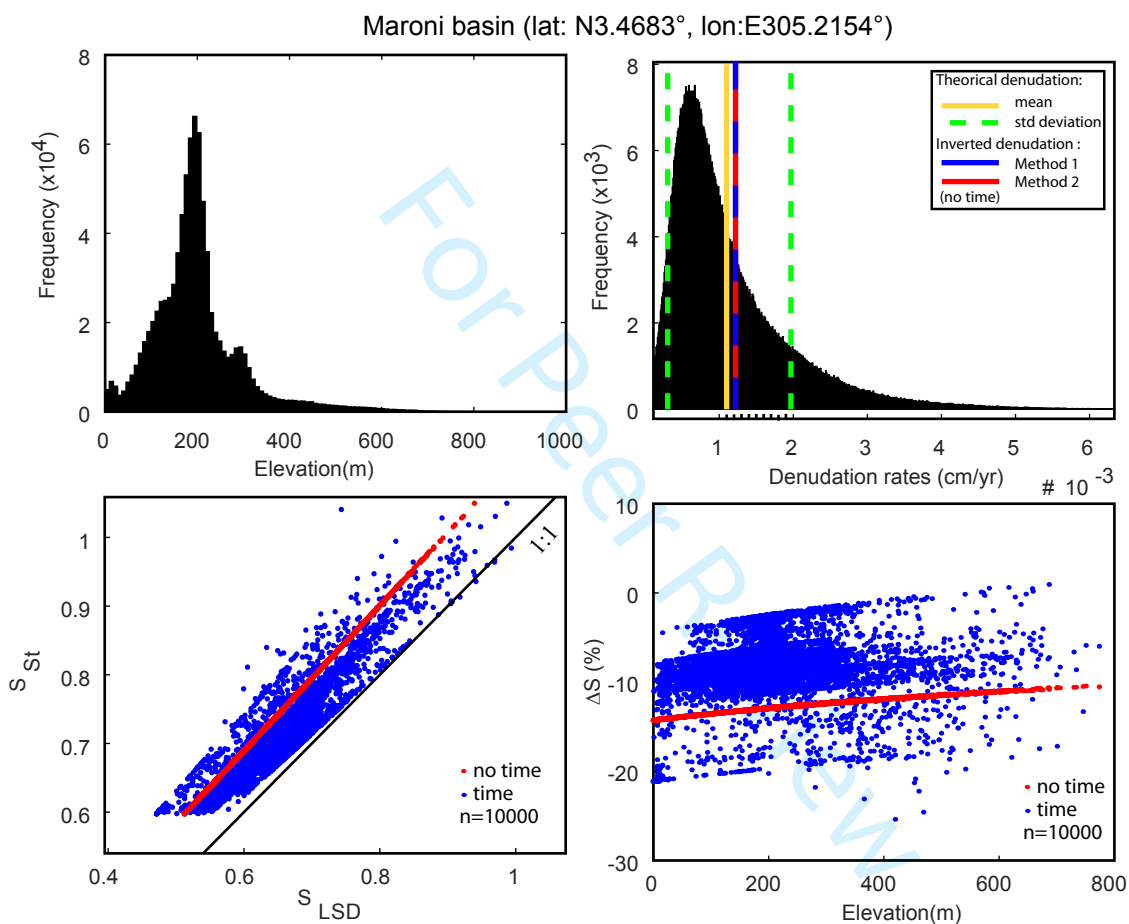 Maroni basin (lat: N3.4683°, lon:E305.2154°)
8
6
4
2
0
Frequency (x10⁴)
0 200 400 600 800 1000
Elevation(m)
8
6
4
2
0
Frequency (x10³)
Theorical denudation:
mean
std deviation
Inverted denudation :
Method 1
Method 2
(no time)
1 2 3 4 5 6
Denudation rates (cm/yr)
# 10 -3
1
0.9
0.8
0.7
0.6
S St
1:1
no time
time
n=10000
0.4 0.6 0.8 1
S LSD
10
0
-10
-20
-30
ΔS (%)
no time
time
n=10000
0 200 400 600 800
Elevation(m)
For Peer Review